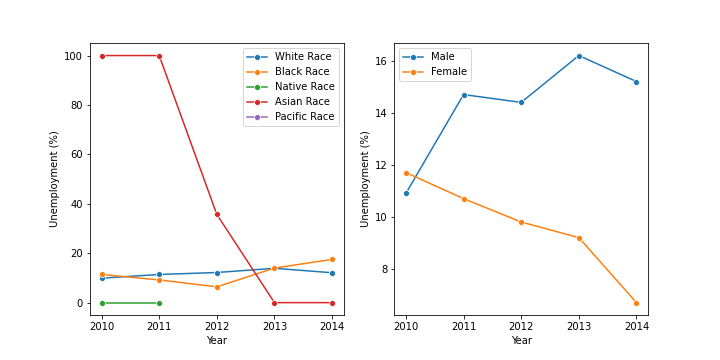 100
80
60
40
20
0
Unemployment (%)
2010 2011 2012 2013 2014
Year
White Race
Black Race
Native Race
Asian Race
Pacific Race
16
14
12
10
8
Unemployment (%)
2010 2011 2012 2013 2014
Year
Male
Female